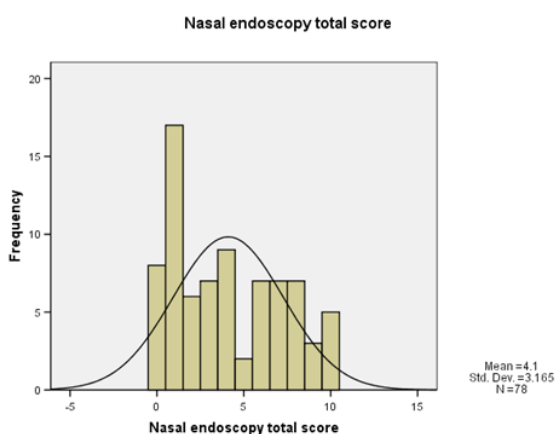 Nasal endoscopy total score
20
15
10
5
0
Frequency
-5 0 5 10 15
Nasal endoscopy total score
Mean =4.1
Std. Dev. =3.165
N =78